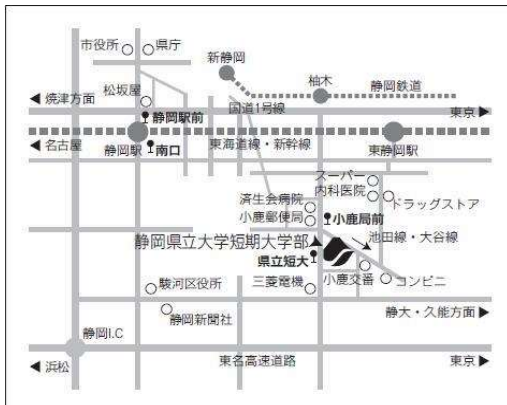 市役所
県庁
新静岡
柚木
静岡鉄道
松坂屋
焼津方面
国道1号線
東京
静岡駅前
名古屋
静岡駅
南口
東海道線・新幹線
東静岡駅
スーパー
内科医院
ドラッグストア
済生会病院
小鹿郵便局
小鹿局前
静岡県立大学短期大学部
池田線・大谷線
県立短大
駿河区役所
三菱電機
小鹿交番
コンビニ
静岡新聞社
静大・久能方面
静岡I.C
浜松
東名高速道路
東京